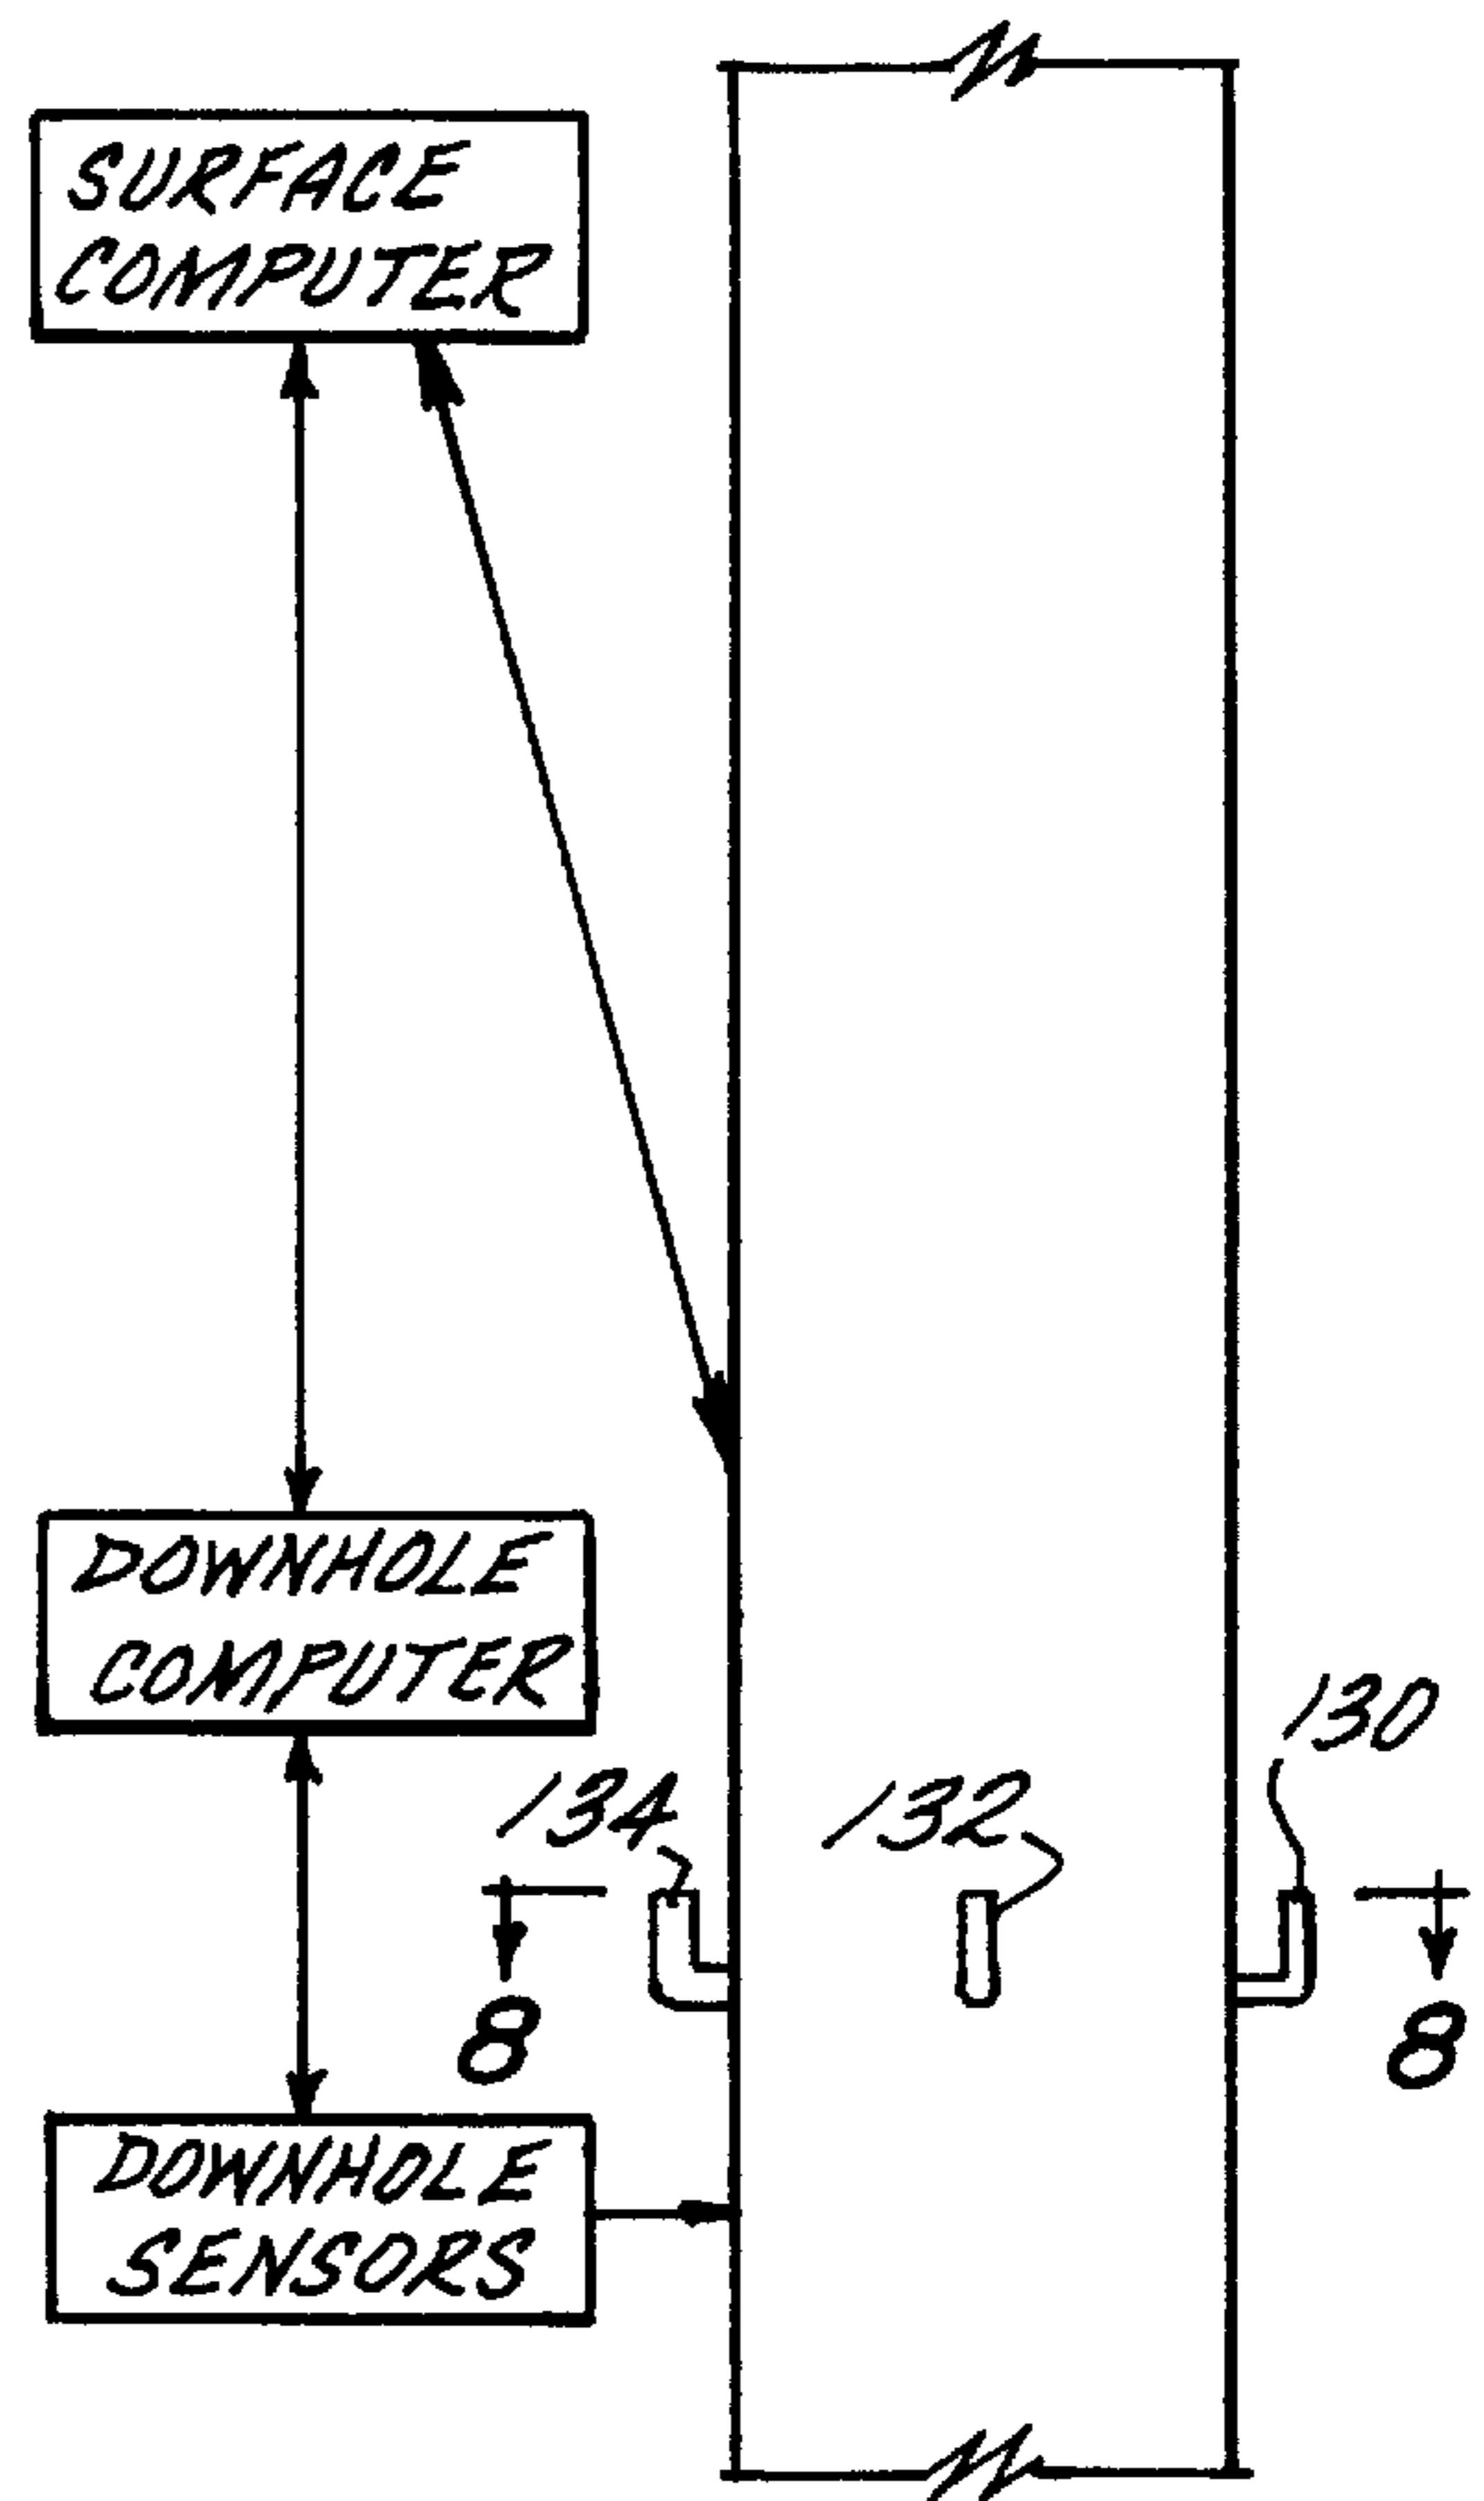 SURFACE
COMPUTER
DOWNHOLE
COMPUTER
130
134
132
8
8
DOWNHOLE
SENSORS